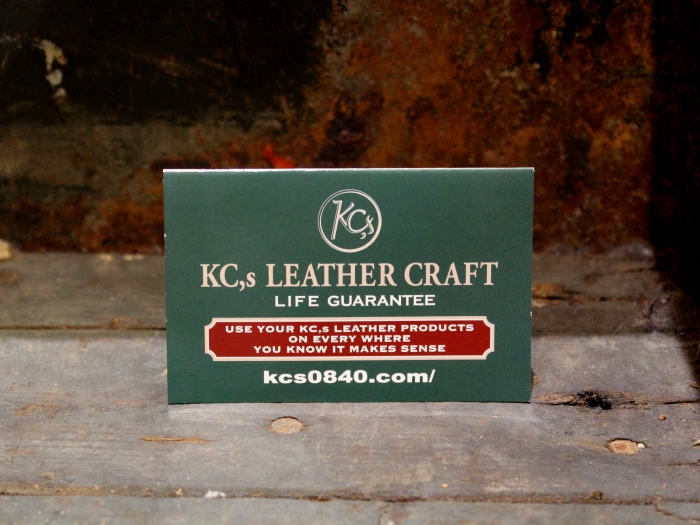 KC,s
KC,s LEATHER CRAFT
LIFE GUARANTEE
USE YOUR KC,s LEATHER PRODUCTS
ON EVERY WHERE
YOU KNOW IT MAKES SENSE
kcs0840.com/